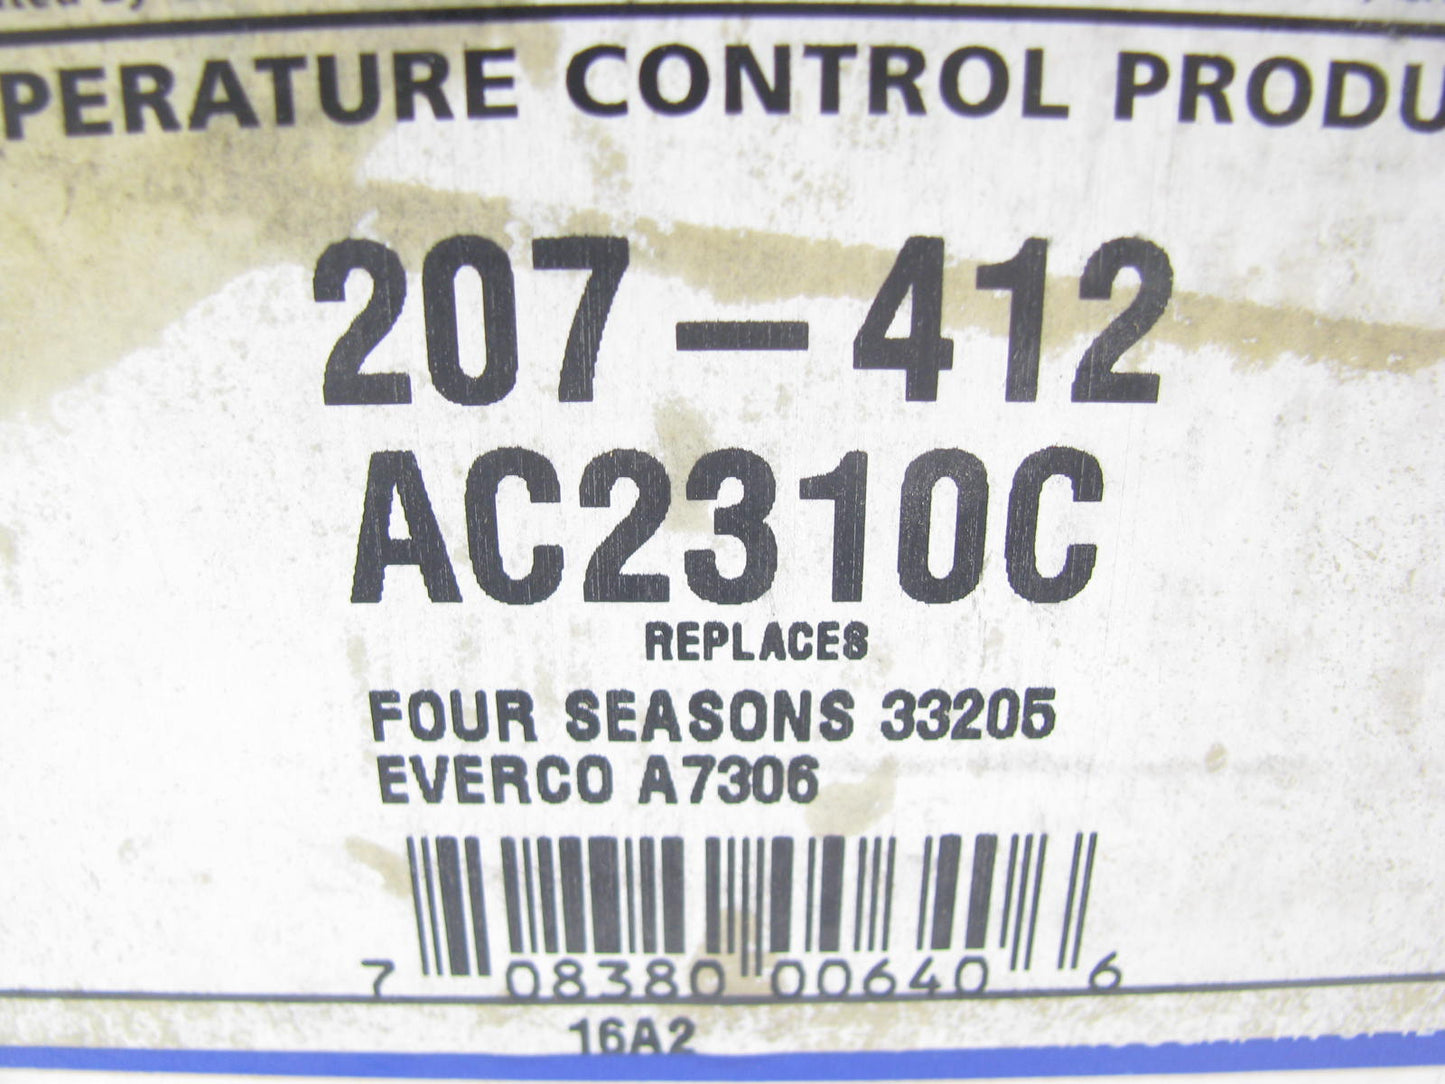 PERATURE CONTROL PRODU
207-412
AC2310C
REPLACES
FOUR SEASONS 33205
EVERCO A7306
7 08380 00640 6
16A2